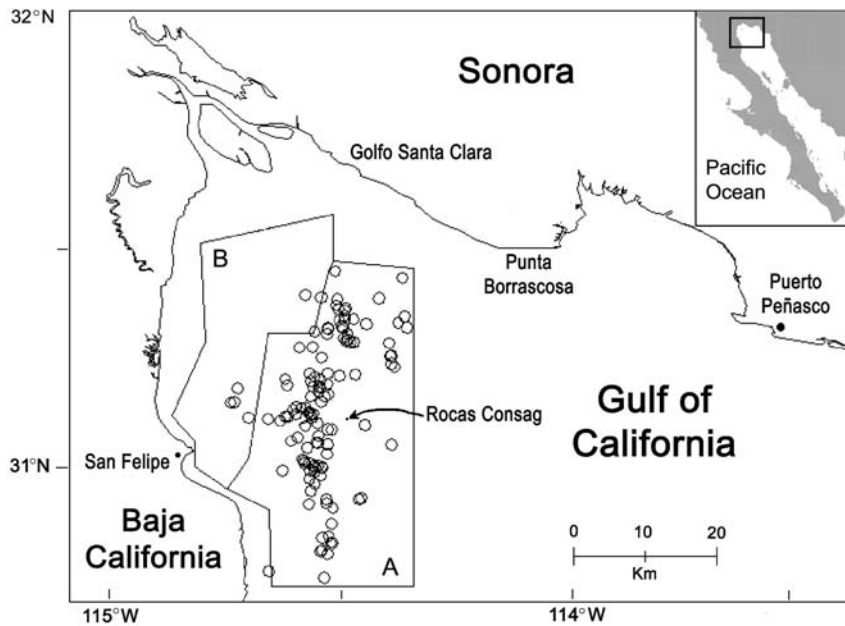 32°N
Sonora
Golfo Santa Clara
Pacific
Ocean
B
Punta
Borrascosa
Puerto
Peñasco
Rocas Consag
Gulf of
California
31°N
San Felipe
Baja
California
A
0 10 20
Km
115°W
114°W